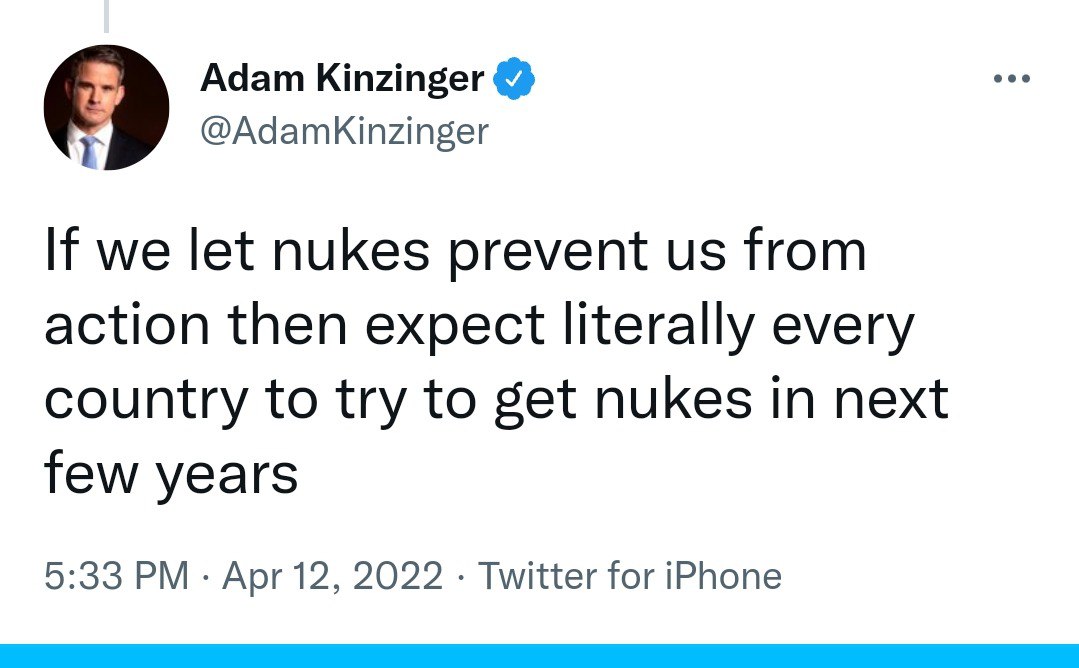 Adam Kinzinger
@AdamKinzinger
If we let nukes prevent us from
action then expect literally every
country to try to get nukes in next
few years
5:33 PM · Apr 12, 2022 · Twitter for iPhone